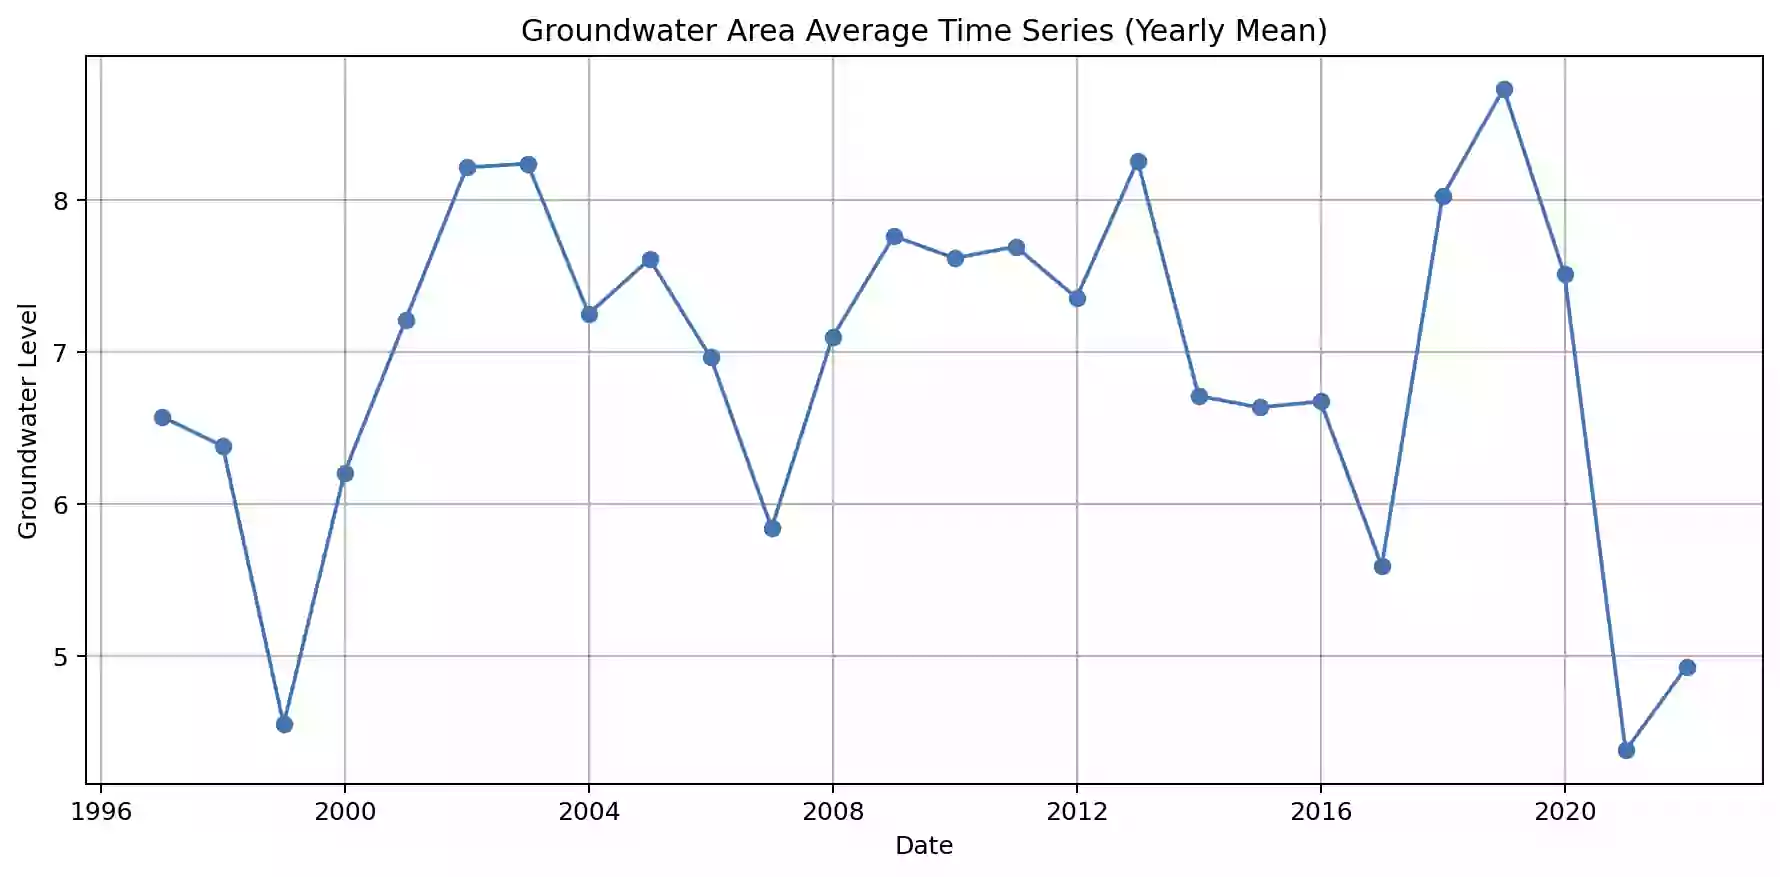 Groundwater Area Average Time Series (Yearly Mean)
Groundwater Level
8
7
6
5
1996 2000 2004 2008 2012 2016 2020
Date